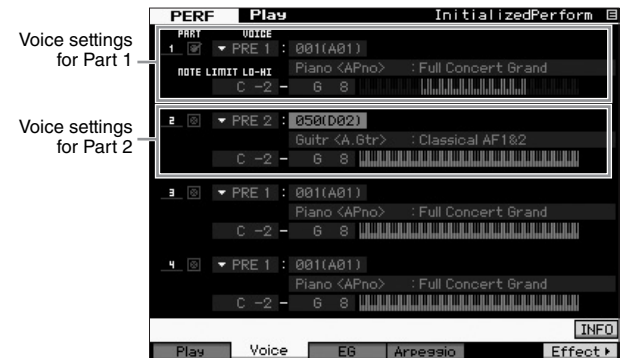 PERF Play InitializedPerform
Voice settings
for Part 1
PART VOICE
1 PRE 1 : 001(A01)
Piano <APno> : Full Concert Grand
NOTE LIMIT LO-HI
C -2 - G 8
Voice settings
for Part 2
2 PRE 2 : 050(D02)
Guitr <A.Gtr> : Classical AF1&2
C -2 - G 8
3 PRE 1 : 001(A01)
Piano <APno> : Full Concert Grand
C -2 - G 8
4 PRE 1 : 001(A01)
Piano <APno> : Full Concert Grand
C -2 - G 8
INFO
Play Voice EG Arpeggio Effect